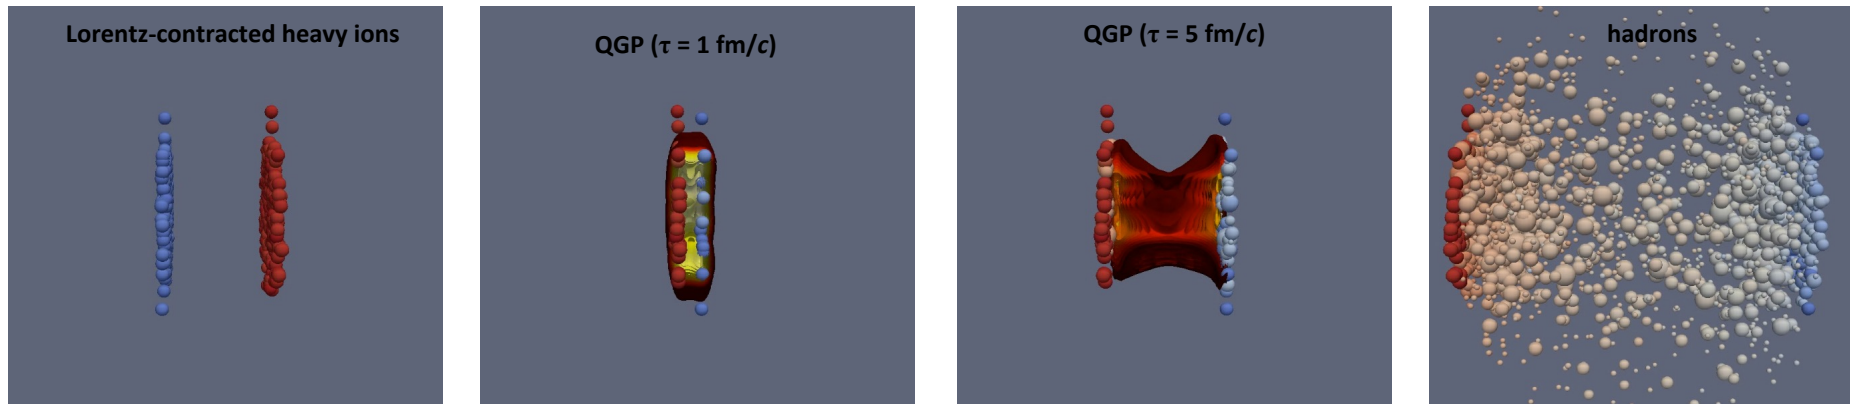 Lorentz-contracted heavy ions
QGP (τ = 1 fm/c)
QGP (τ = 5 fm/c)
hadrons